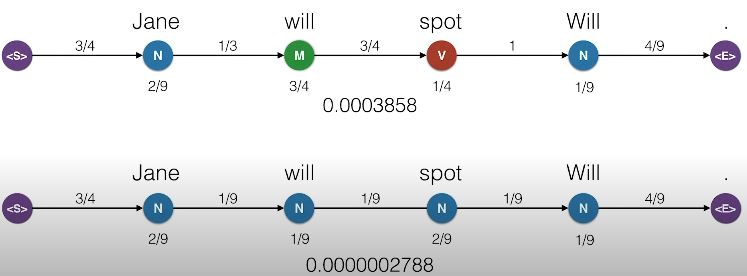 Jane will spot Will .
<S> 3/4 N 1/3 M 3/4 V 1 N 4/9 <E>
2/9 3/4 1/4 1/9
0.0003858
Jane will spot Will .
<S> 3/4 N 1/9 N 1/9 N 1/9 N 4/9 <E>
2/9 1/9 2/9 1/9
0.0000002788